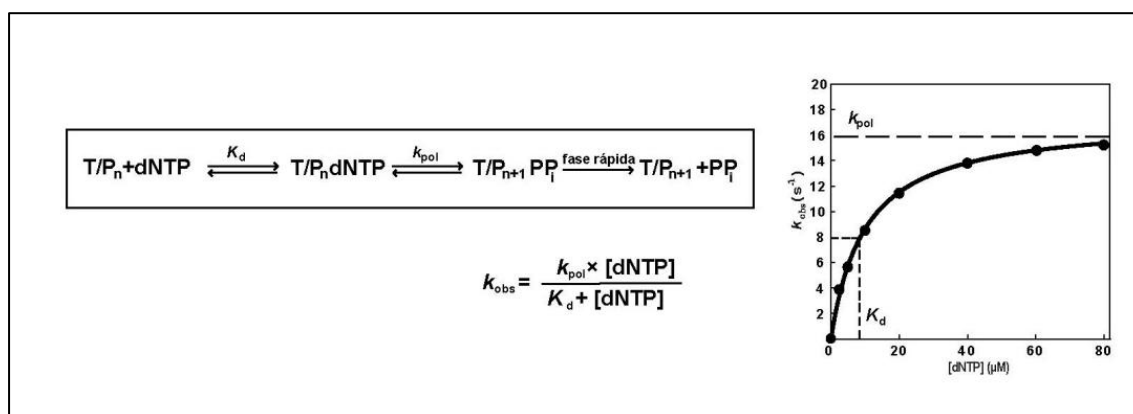 T/Pn+dNTP Kd T/PndNTP kpol T/Pn+1 PPi fase rápida T/Pn+1 +PPi
kobs = kpol × [dNTP] / Kd + [dNTP]
20
18
kpol
16
14
12
10
8
6
4
2
0 20 40 60 80
kobs (s-1)
Kd
[dNTP] (μM)